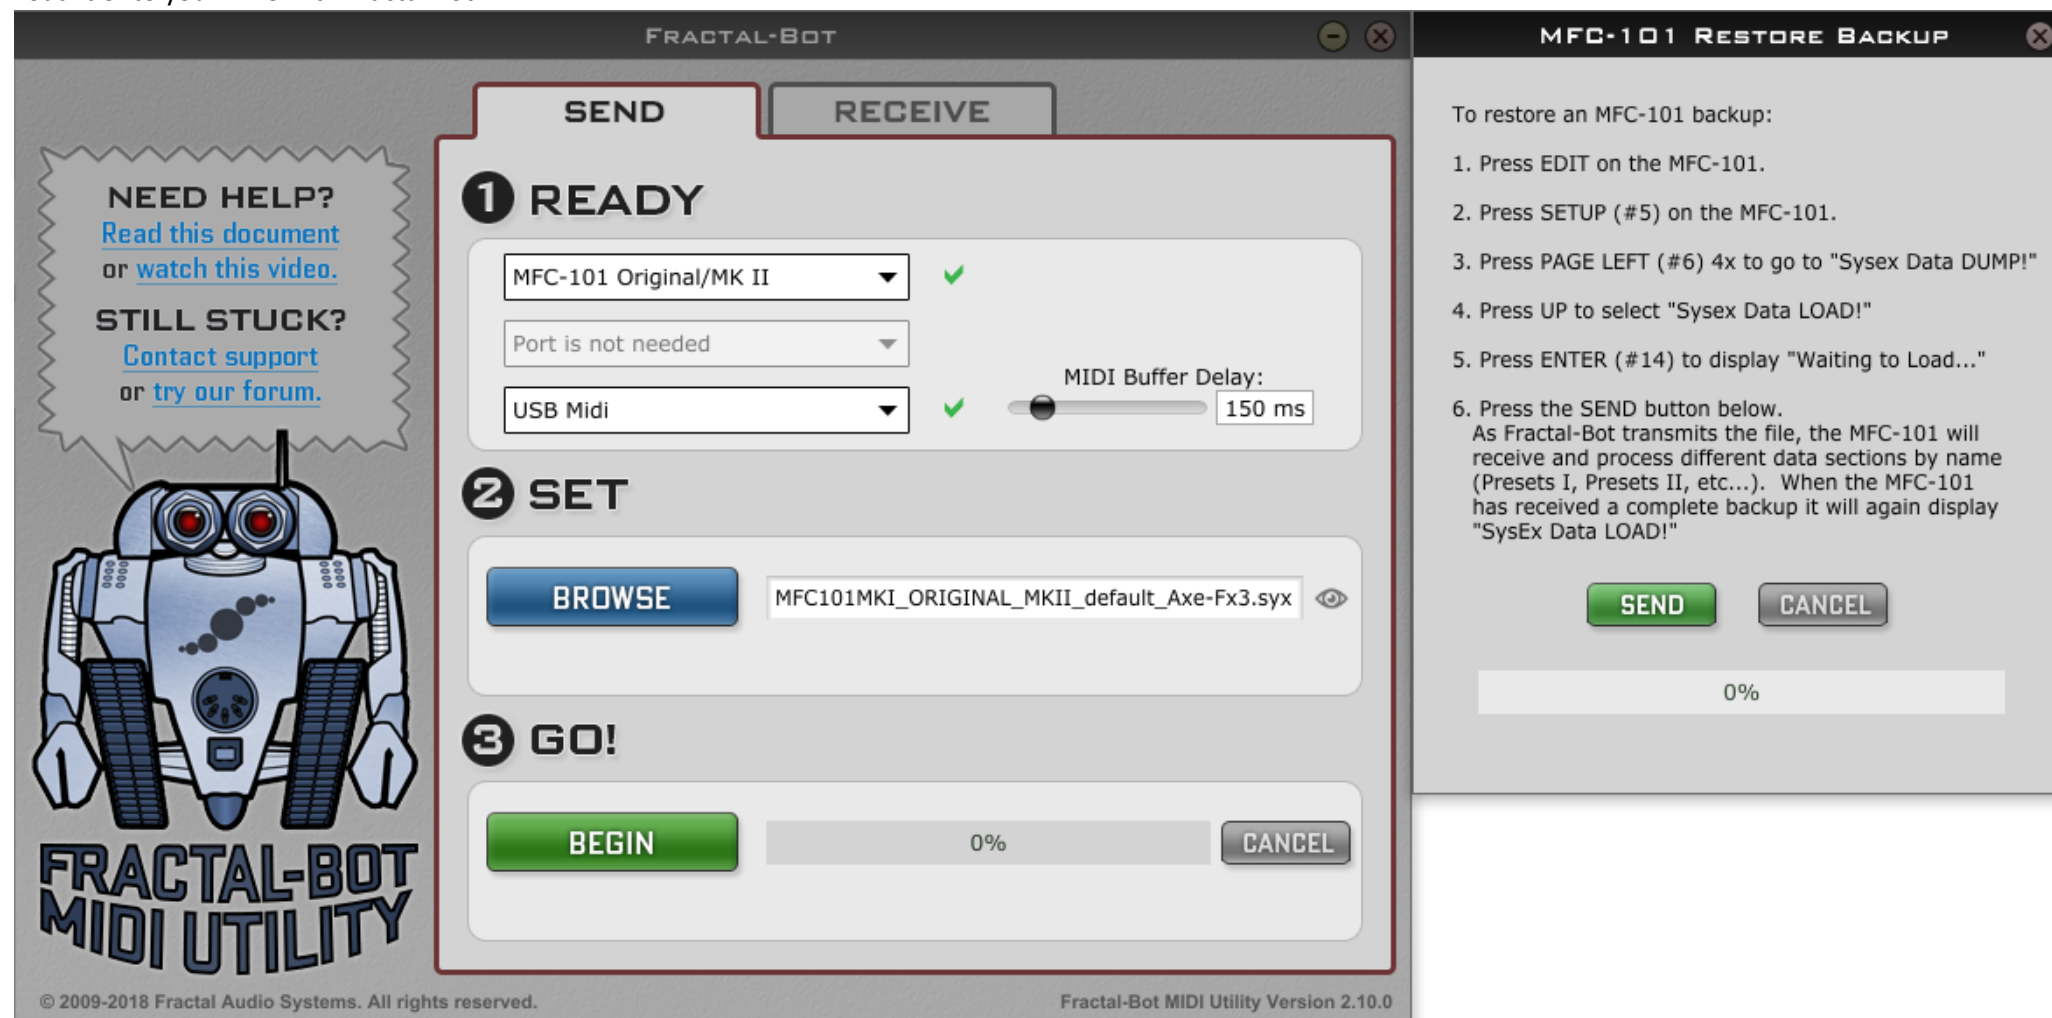 FRACTAL-BOT
SEND
RECEIVE
NEED HELP?
Read this document
or watch this video.
STILL STUCK?
Contact support
or try our forum.
FRACTAL-BOT
MIDI UTILITY
1 READY
MFC-101 Original/MK II
Port is not needed
USB Midi
MIDI Buffer Delay:
150 ms
2 SET
BROWSE
MFC101MKI_ORIGINAL_MKII_default_Axe-Fx3.syx
3 GO!
BEGIN
0%
CANCEL
© 2009-2018 Fractal Audio Systems. All rights reserved.
Fractal-Bot MIDI Utility Version 2.10.0
MFC-101 RESTORE BACKUP
To restore an MFC-101 backup:
1. Press EDIT on the MFC-101.
2. Press SETUP (#5) on the MFC-101.
3. Press PAGE LEFT (#6) 4x to go to "Sysex Data DUMP!"
4. Press UP to select "Sysex Data LOAD!"
5. Press ENTER (#14) to display "Waiting to Load..."
6. Press the SEND button below.
As Fractal-Bot transmits the file, the MFC-101 will
receive and process different data sections by name
(Presets I, Presets II, etc...). When the MFC-101
has received a complete backup it will again display
"SysEx Data LOAD!"
SEND
CANCEL
0%